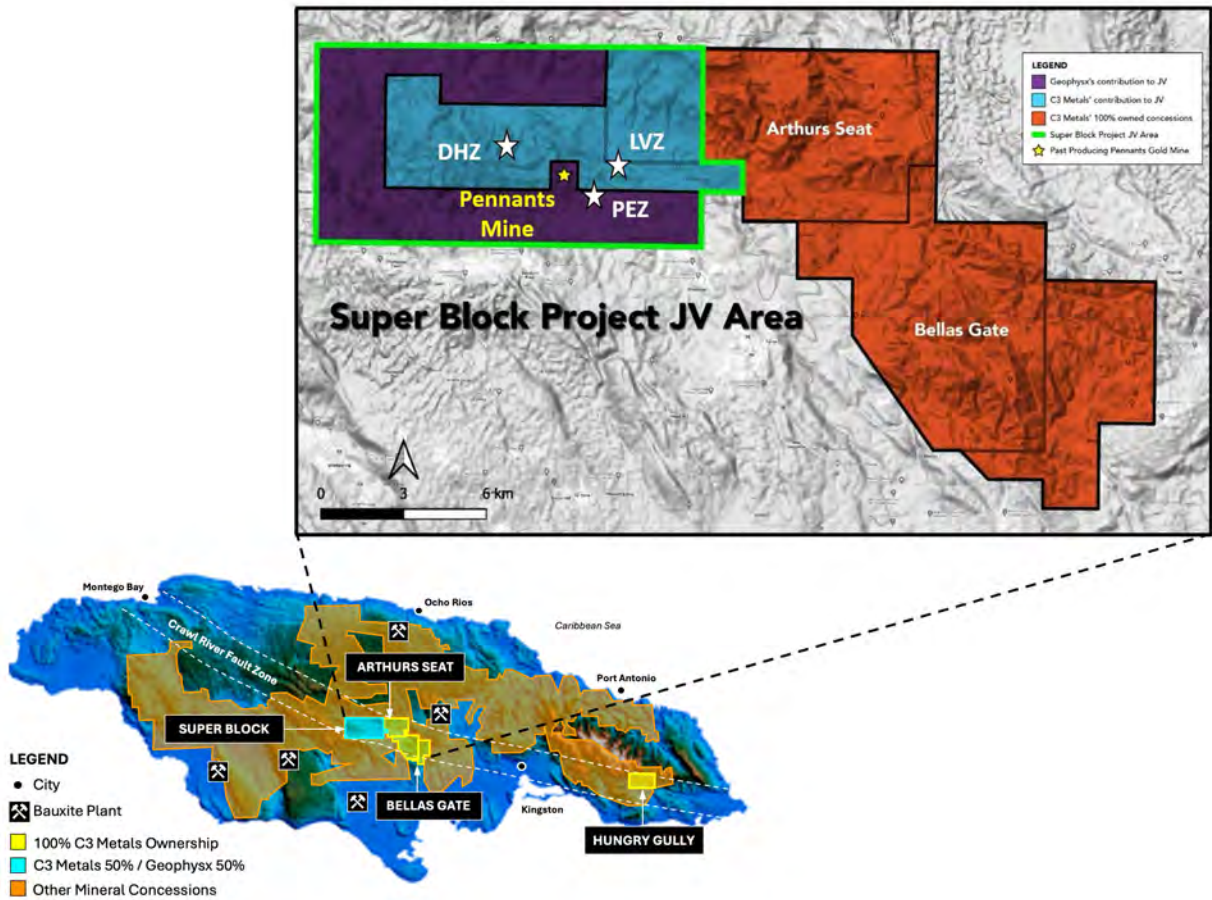 LEGEND
Geophysx's contribution to JV
C3 Metals' contribution to JV
C3 Metals' 100% owned concessions
Super Block Project JV Area
Past Producing Pennants Gold Mine
Arthurs Seat
DHZ
LVZ
Pennants
Mine
PEZ
Super Block Project JV Area
Bellas Gate
0 3 6 km
Montego Bay
Ocho Rios
Caribbean Sea
Crawl River Fault Zone
ARTHURS SEAT
Port Antonio
SUPER BLOCK
LEGEND
City
Bauxite Plant
BELLAS GATE
Kingston
HUNGRY GULLY
100% C3 Metals Ownership
C3 Metals 50% / Geophysx 50%
Other Mineral Concessions